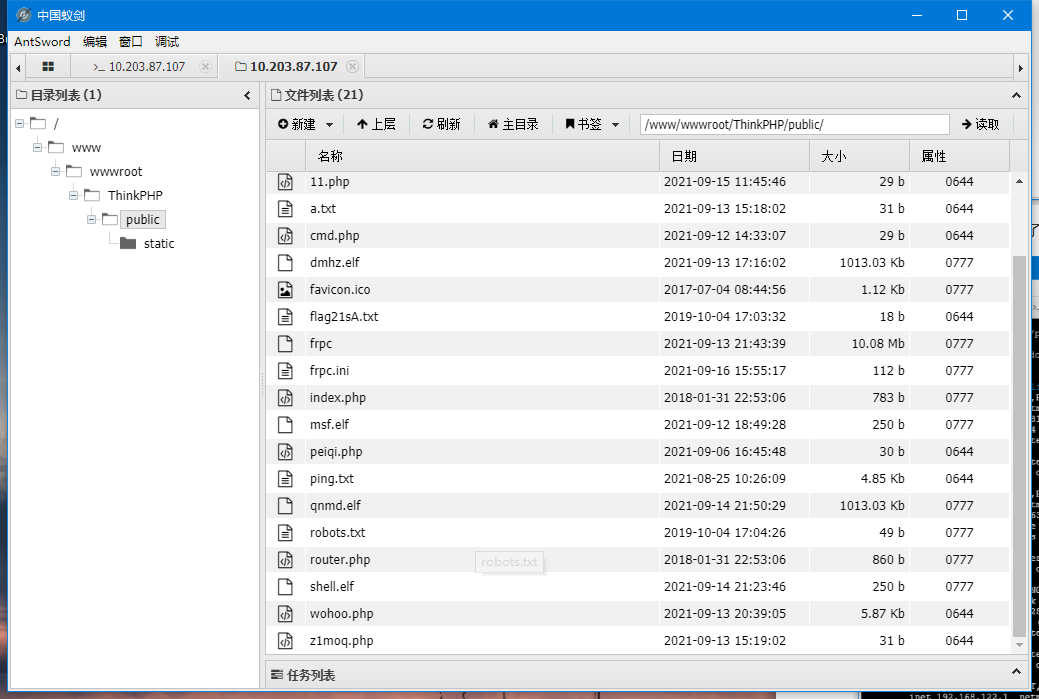 中国蚁剑
AntSword 编辑 窗口 调试
>_ 10.203.87.107 10.203.87.107
目录列表 (1)
/
www
wwwroot
ThinkPHP
public
static
文件列表 (21)
新建 上层 刷新 主目录 书签 /www/wwwroot/ThinkPHP/public/ 读取
名称 日期 大小 属性
11.php 2021-09-15 11:45:46 29 b 0644
a.txt 2021-09-13 15:18:02 31 b 0644
cmd.php 2021-09-12 14:33:07 29 b 0644
dmhz.elf 2021-09-13 17:16:02 1013.03 Kb 0777
favicon.ico 2017-07-04 08:44:56 1.12 Kb 0777
flag21sA.txt 2019-10-04 17:03:32 18 b 0644
frpc 2021-09-13 21:43:39 10.08 Mb 0777
frpc.ini 2021-09-16 15:55:17 112 b 0777
index.php 2018-01-31 22:53:06 783 b 0777
msf.elf 2021-09-12 18:49:28 250 b 0777
peiqi.php 2021-09-06 16:45:48 30 b 0644
ping.txt 2021-08-25 10:26:09 4.85 Kb 0644
qnmd.elf 2021-09-14 21:50:29 1013.03 Kb 0777
robots.txt 2019-10-04 17:04:26 49 b 0644
router.php 2018-01-31 22:53:06 860 b 0777
robots.txt
shell.elf 2021-09-14 21:23:46 250 b 0777
wohoo.php 2021-09-13 20:39:05 5.87 Kb 0644
z1moq.php 2021-09-13 15:19:02 31 b 0644
任务列表
inet 192.168.122.1 netm